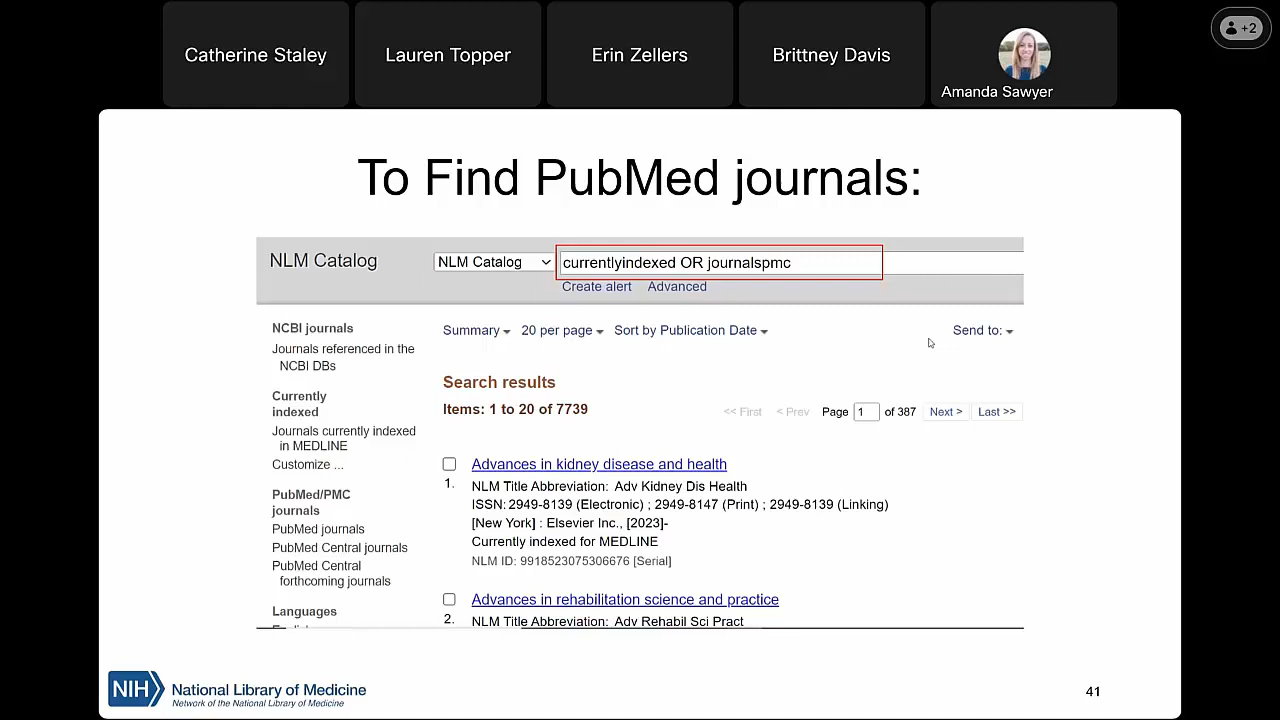 Catherine Staley
Lauren Topper
Erin Zellers
Brittney Davis
Amanda Sawyer
+2
To Find PubMed journals:
NLM Catalog
NLM Catalog
currentlyindexed OR journalspmc
Create alert Advanced
NCBI journals
Journals referenced in the
NCBI DBs
Currently
indexed
Journals currently indexed
in MEDLINE
Customize ...
PubMed/PMC
journals
PubMed journals
PubMed Central journals
PubMed Central
forthcoming journals
Languages
Summary 20 per page Sort by Publication Date Send to:
Search results
Items: 1 to 20 of 7739
<< First < Prev Page 1 of 387 Next > Last >>
Advances in kidney disease and health
1. NLM Title Abbreviation: Adv Kidney Dis Health
ISSN: 2949-8139 (Electronic) ; 2949-8147 (Print) ; 2949-8139 (Linking)
[New York] : Elsevier Inc., [2023]-
Currently indexed for MEDLINE
NLM ID: 9918523075306676 [Serial]
Advances in rehabilitation science and practice
2. NLM Title Abbreviation: Adv Rehabil Sci Pract
NIH National Library of Medicine
Network of the National Library of Medicine
41